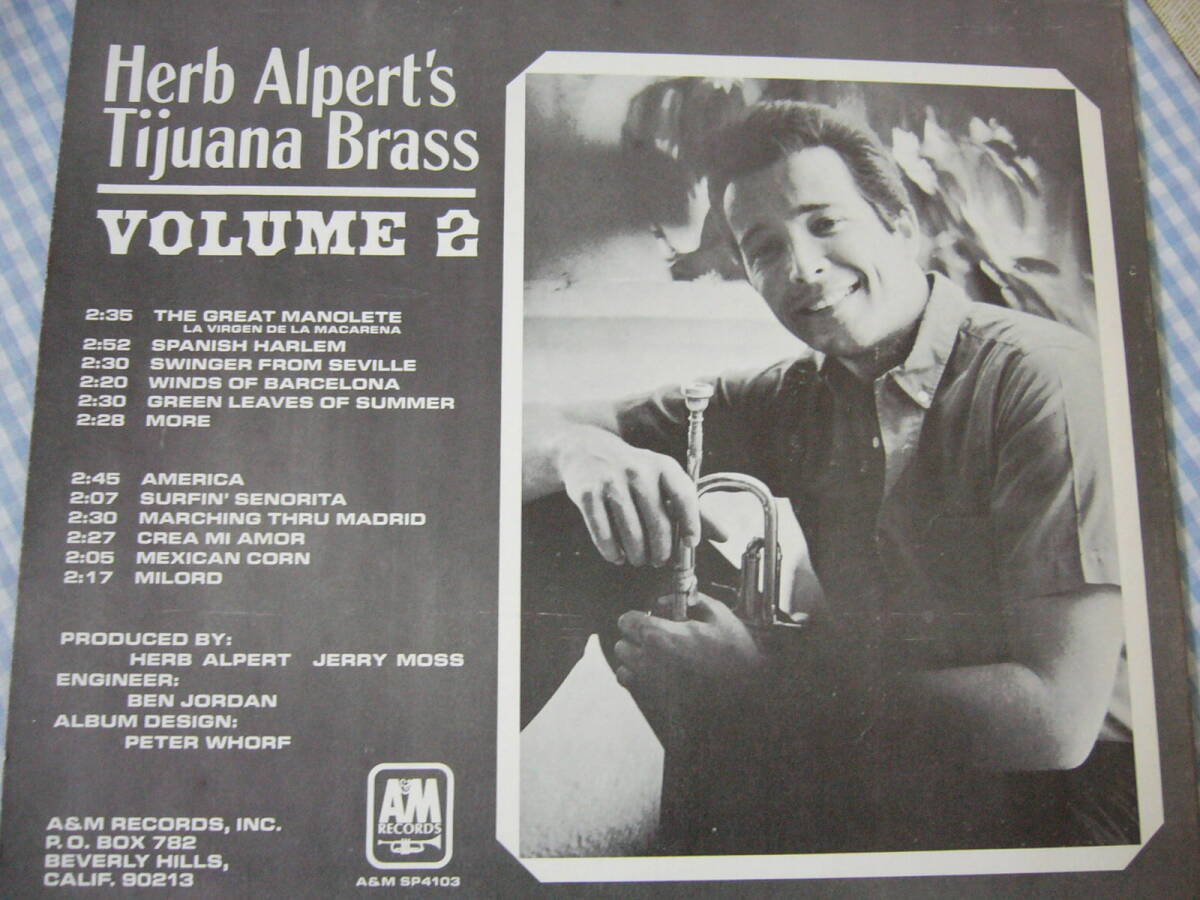 Herb Alpert's
Tijuana Brass
VOLUME 2
2:35 THE GREAT MANOLETE
LA VIRGEN DE LA MACARENA
2:52 SPANISH HARLEM
2:30 SWINGER FROM SEVILLE
2:20 WINDS OF BARCELONA
2:30 GREEN LEAVES OF SUMMER
2:28 MORE
2:45 AMERICA
2:07 SURFIN' SENORITA
2:30 MARCHING THRU MADRID
2:27 CREA MI AMOR
2:05 MEXICAN CORN
2:17 MILORD
PRODUCED BY:
HERB ALPERT JERRY MOSS
ENGINEER:
BEN JORDAN
ALBUM DESIGN:
PETER WHORF
A&M RECORDS, INC.
P.O. BOX 782
BEVERLY HILLS,
CALIF. 90213
A&M
RECORDS
A&M SP4103